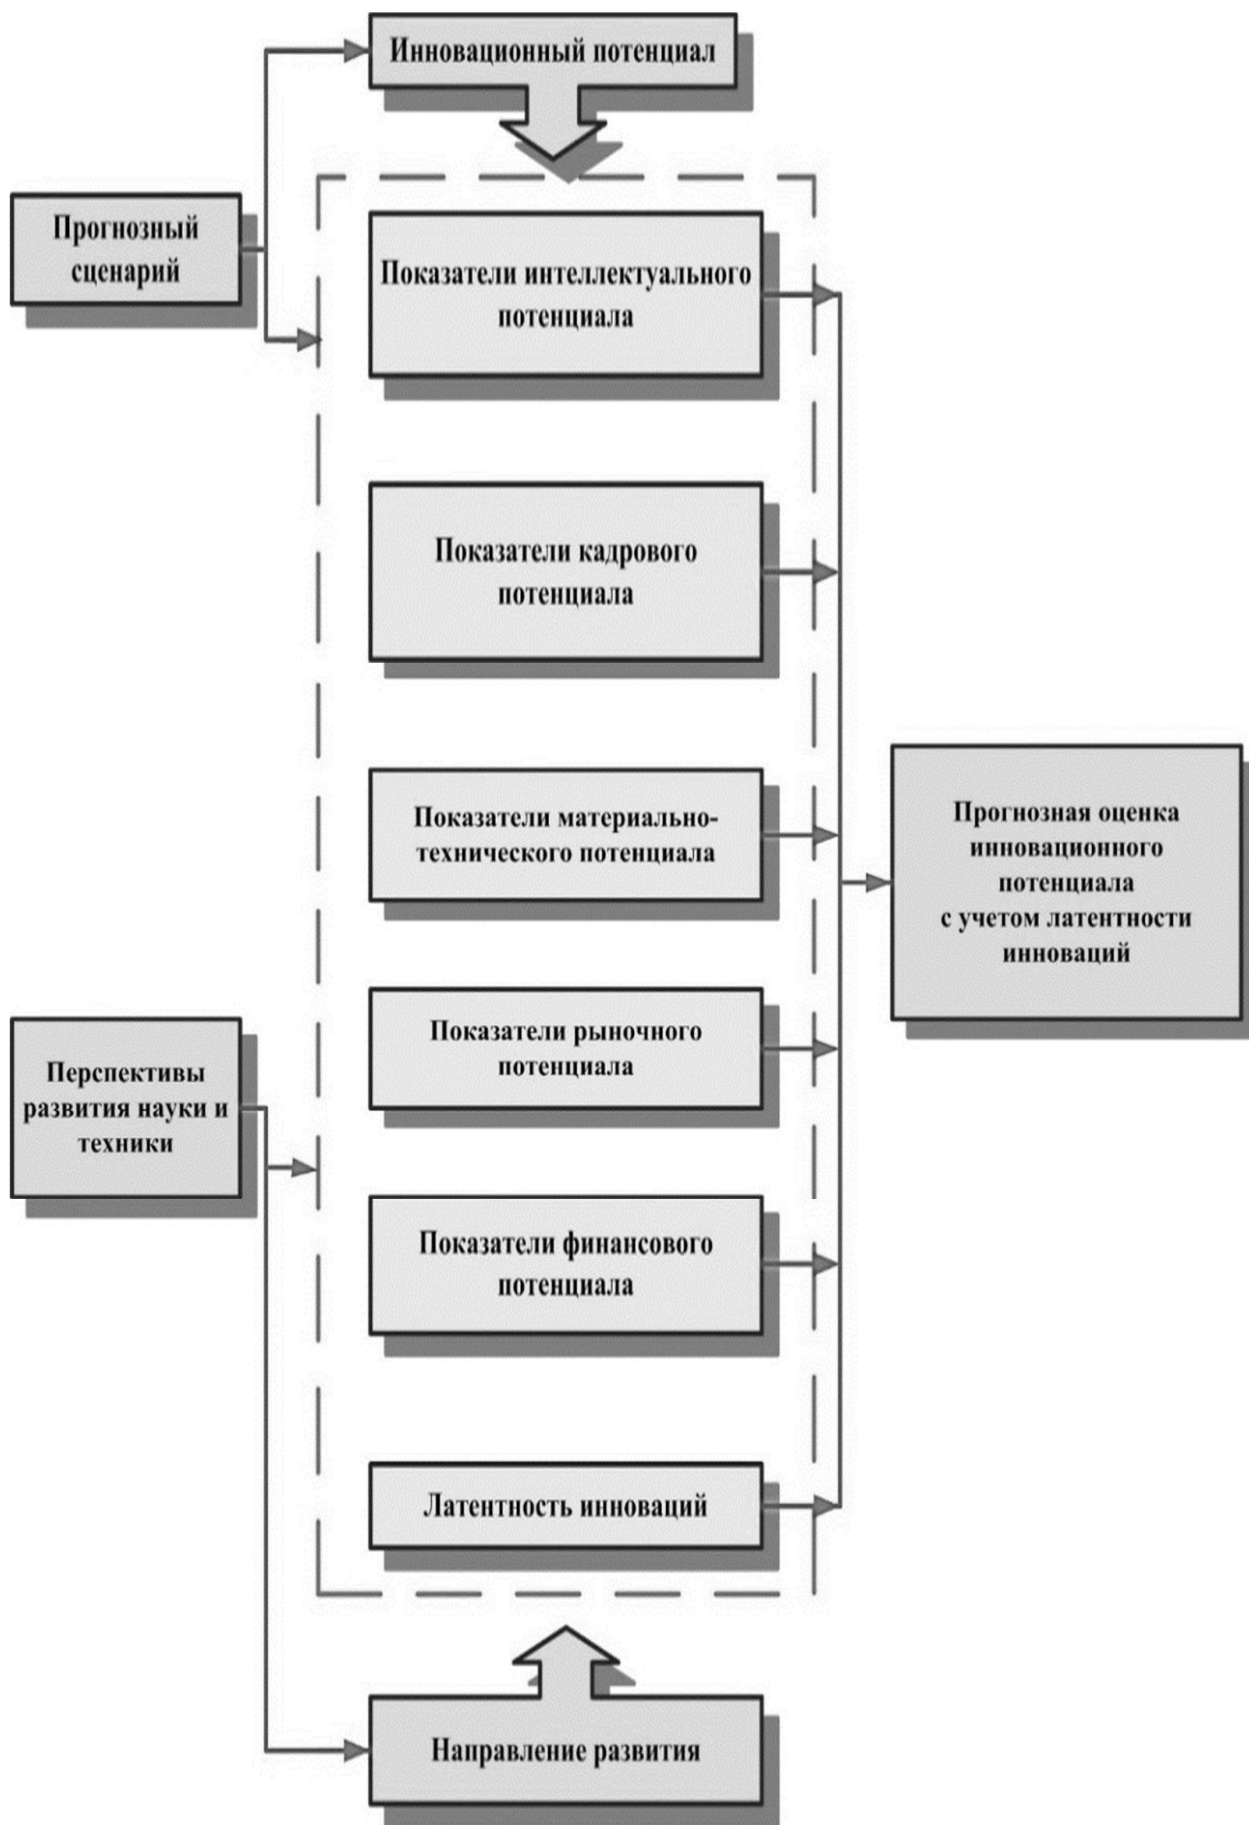 Инновационный потенциал
Прогнозный
сценарий
Показатели интеллектуального
потенциала
Показатели кадрового
потенциала
Показатели материально-
технического потенциала
Прогнозная оценка
инновационного
потенциала
с учетом латентности
инноваций
Показатели рыночного
потенциала
Перспективы
развития науки и
техники
Показатели финансового
потенциала
Латентность инноваций
Направление развития